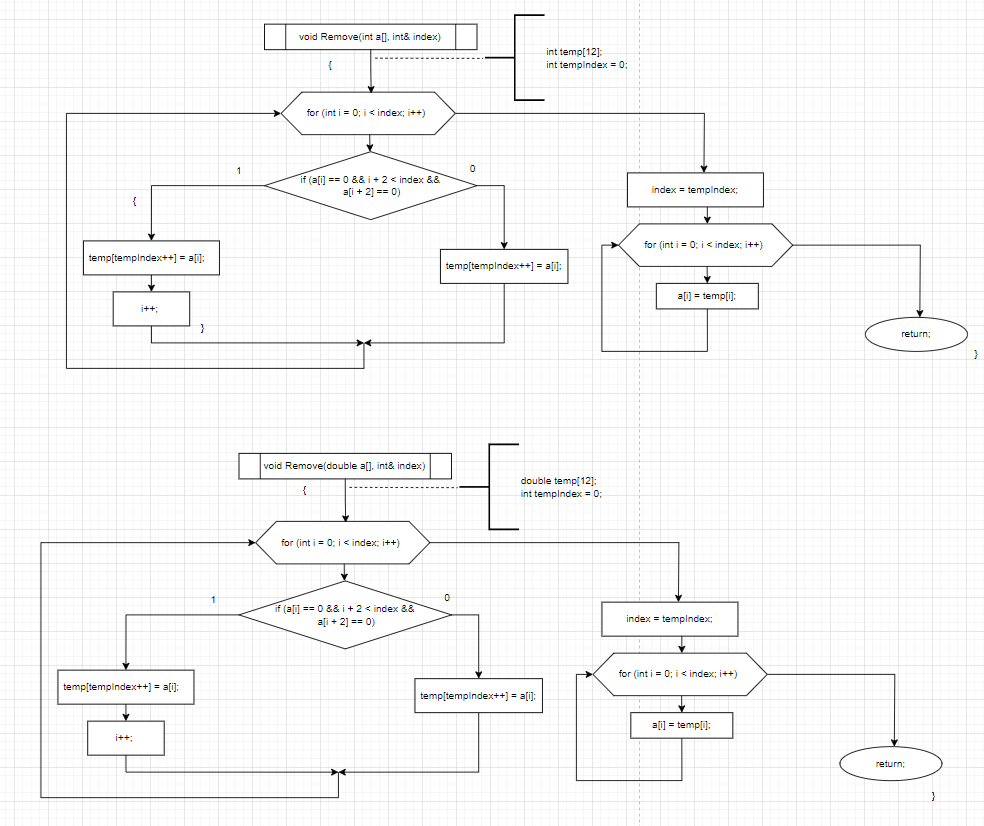 void Remove(int a[], int& index)
int temp[12];
int tempIndex = 0;
{
for (int i = 0; i < index; i++)
1
0
if (a[i] == 0 && i + 2 < index &&
a[i + 2] == 0)
{
index = tempIndex;
for (int i = 0; i < index; i++)
temp[tempIndex++] = a[i];
temp[tempIndex++] = a[i];
a[i] = temp[i];
i++;
}
return;
}
void Remove(double a[], int& index)
double temp[12];
int tempIndex = 0;
{
for (int i = 0; i < index; i++)
1
0
if (a[i] == 0 && i + 2 < index &&
a[i + 2] == 0)
index = tempIndex;
for (int i = 0; i < index; i++)
temp[tempIndex++] = a[i];
temp[tempIndex++] = a[i];
a[i] = temp[i];
i++;
return;
}